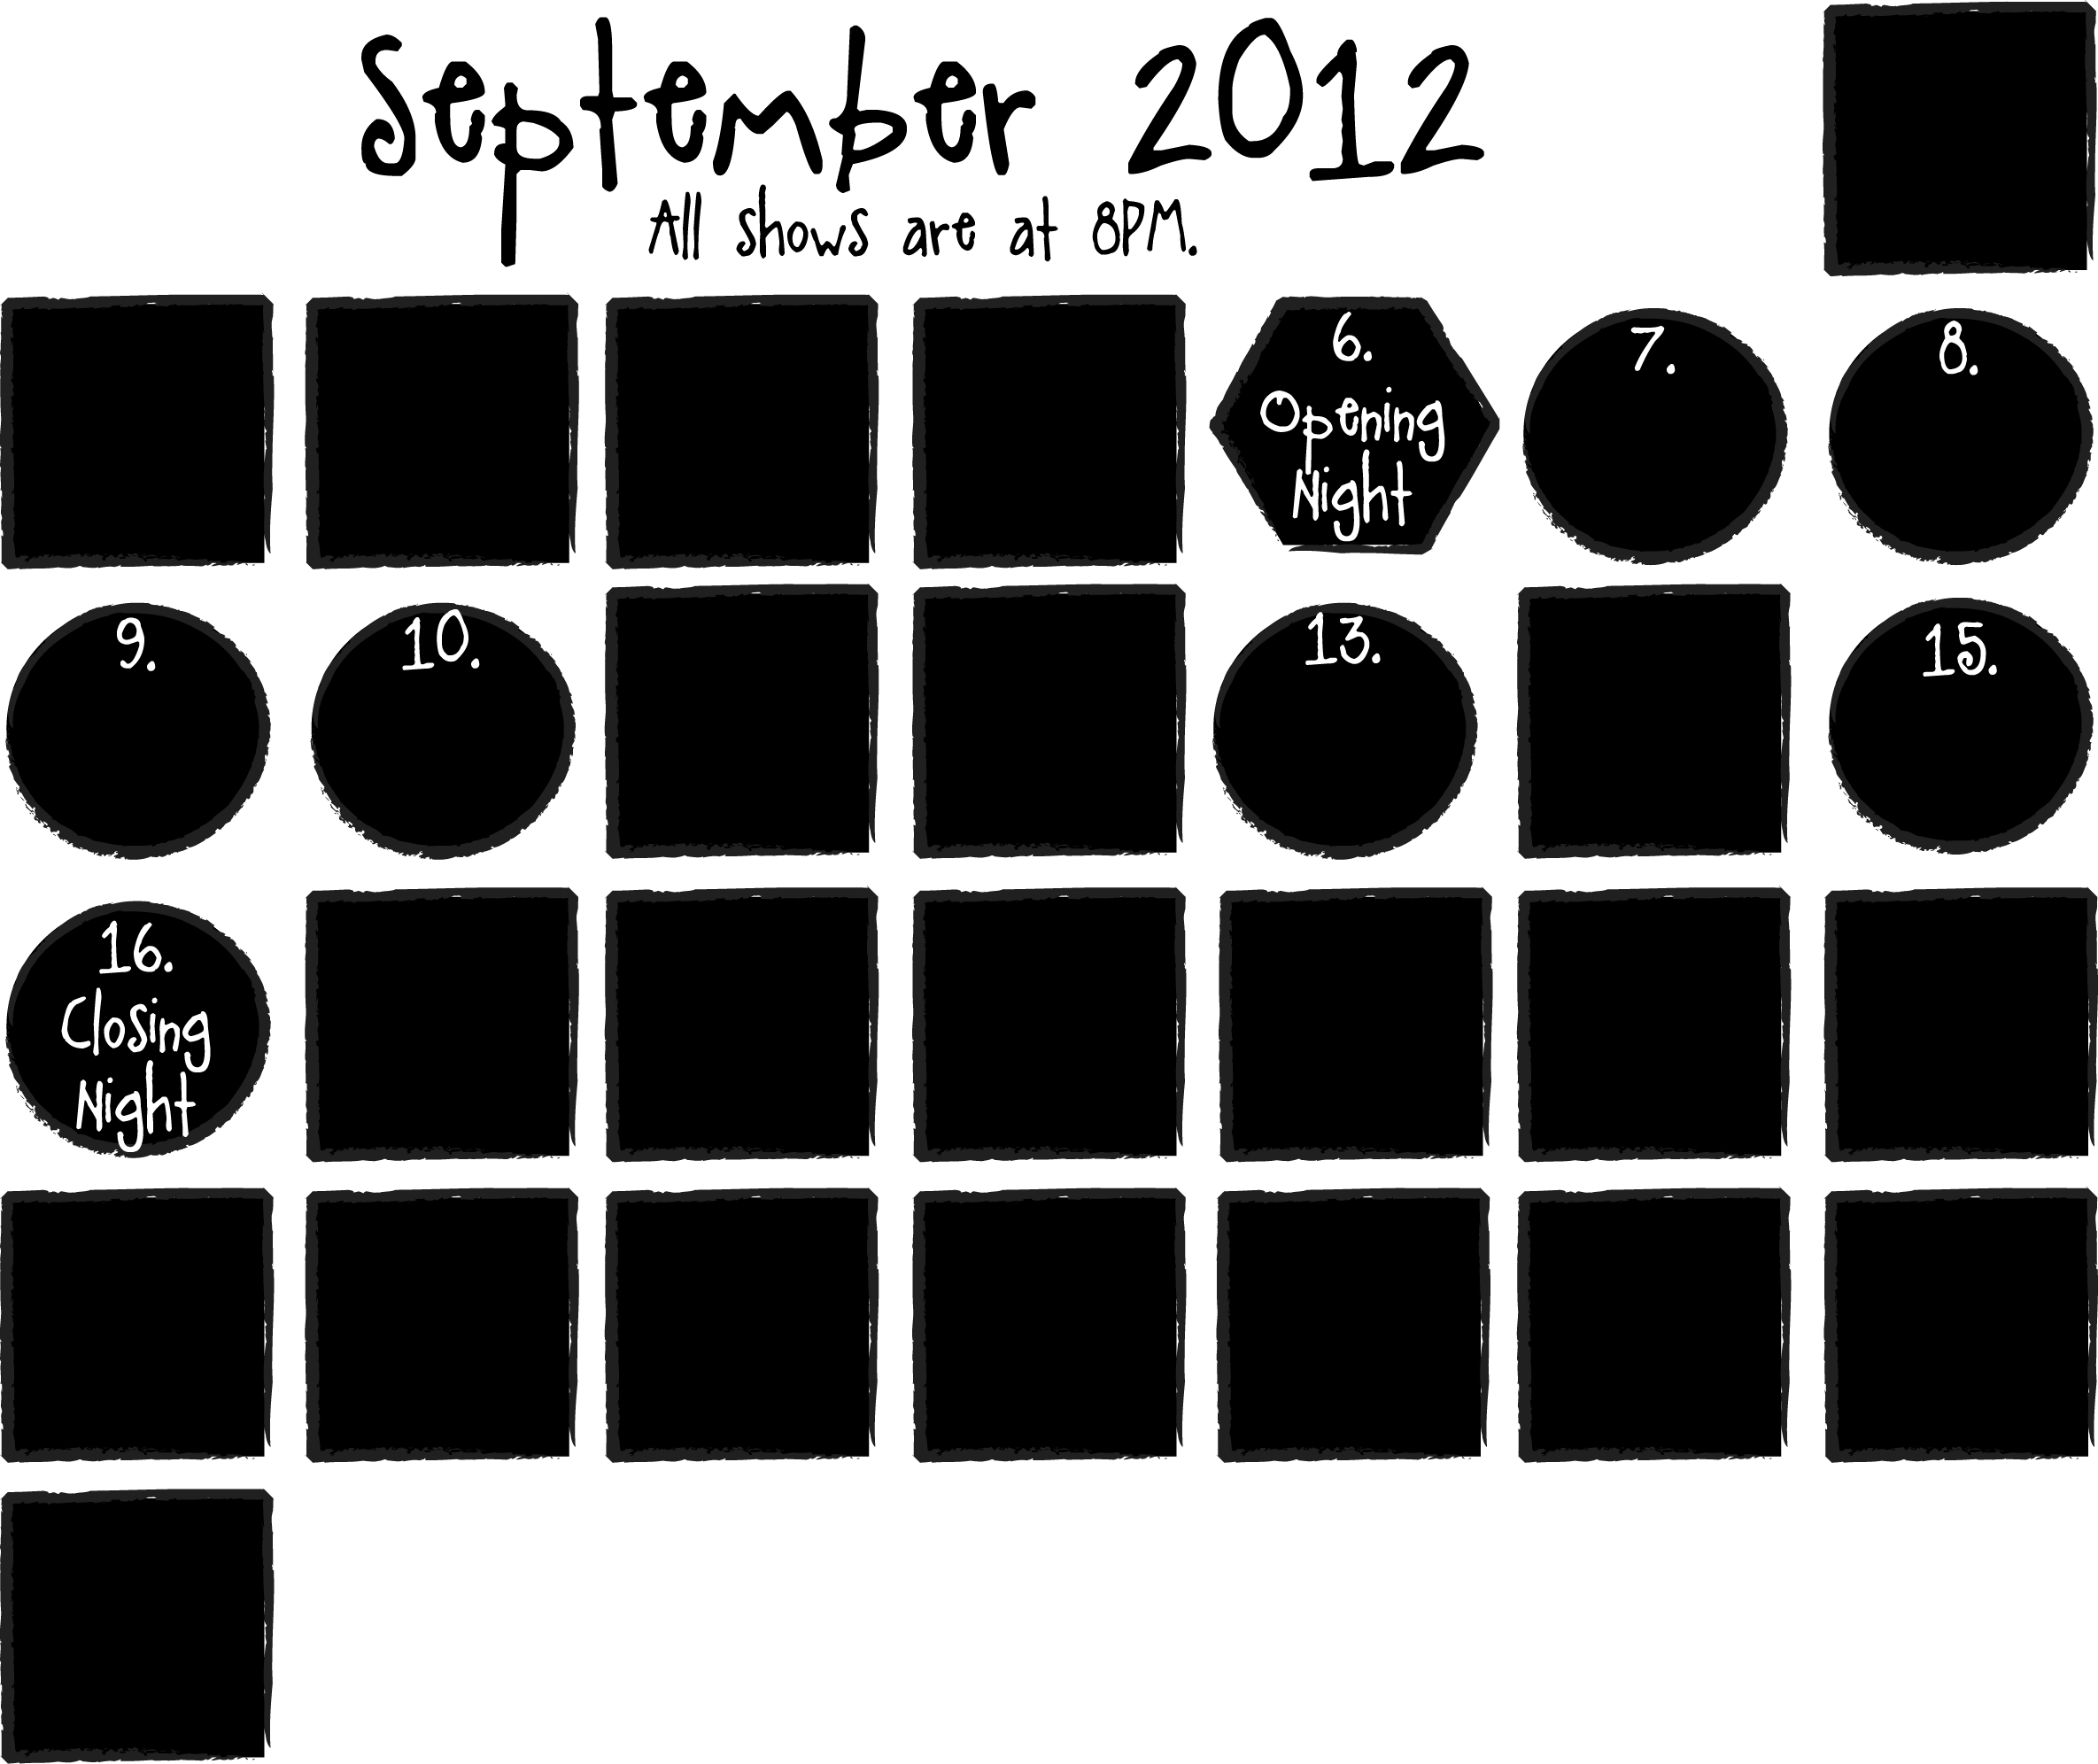 September 2012
All shows are at 8PM.
6.
Opening
Night
7.
8.
9.
10.
13.
15.
16.
Closing
Night